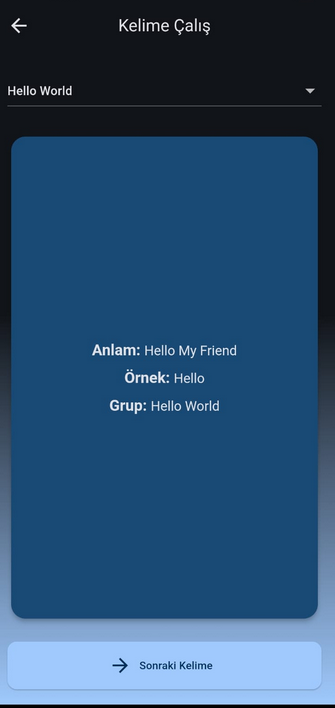 Kelime Çalış
Hello World
Anlam: Hello My Friend
Örnek: Hello
Grup: Hello World
Sonraki Kelime